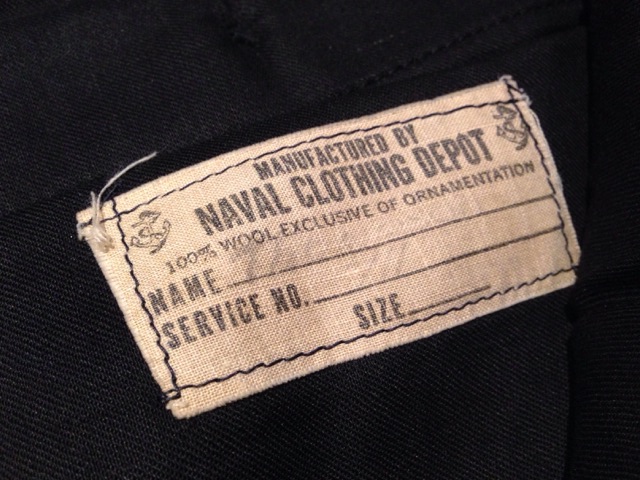 MANUFACTURED BY
NAVAL CLOTHING DEPOT
100% WOOL EXCLUSIVE OF ORNAMENTATION
NAME
SERVICE NO.
SIZE